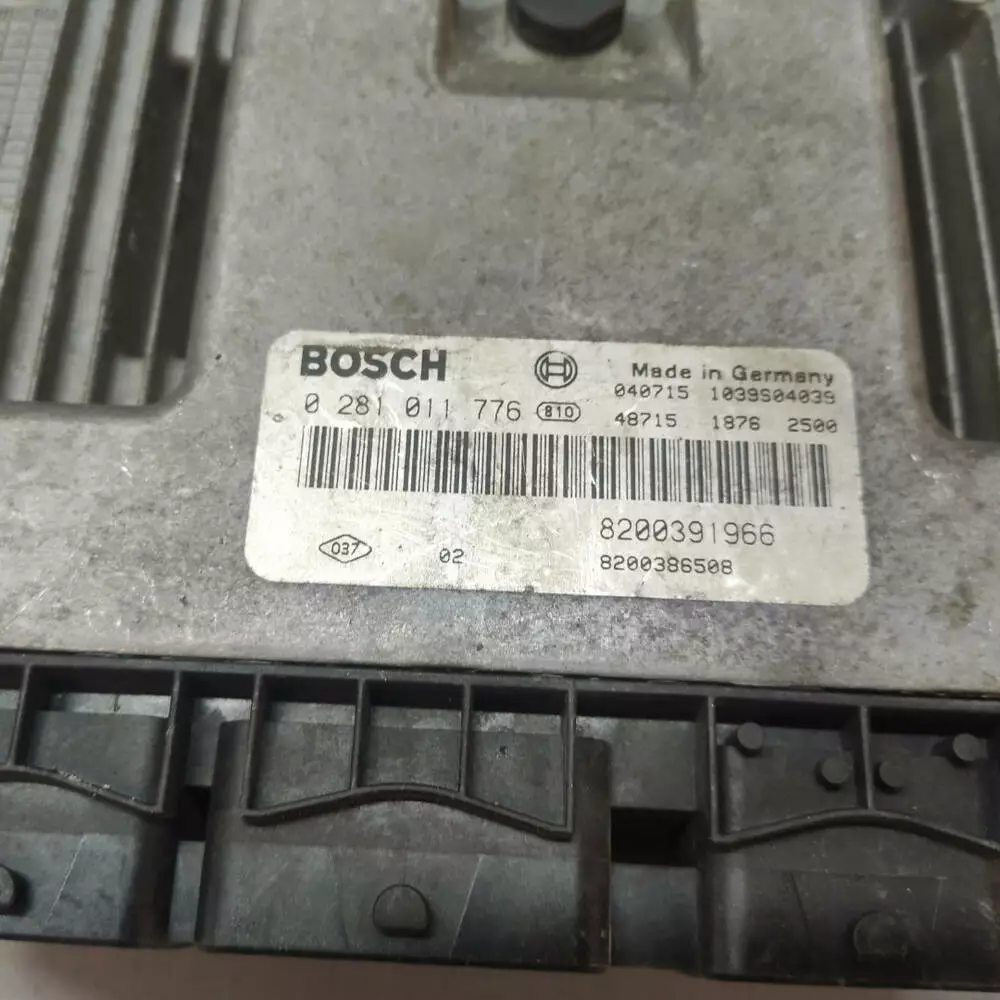 BOSCH
Made in Germany
040715 1039S04039
0 281 011 776 810
48715 1876 2500
8200391966
037 02
8200386508